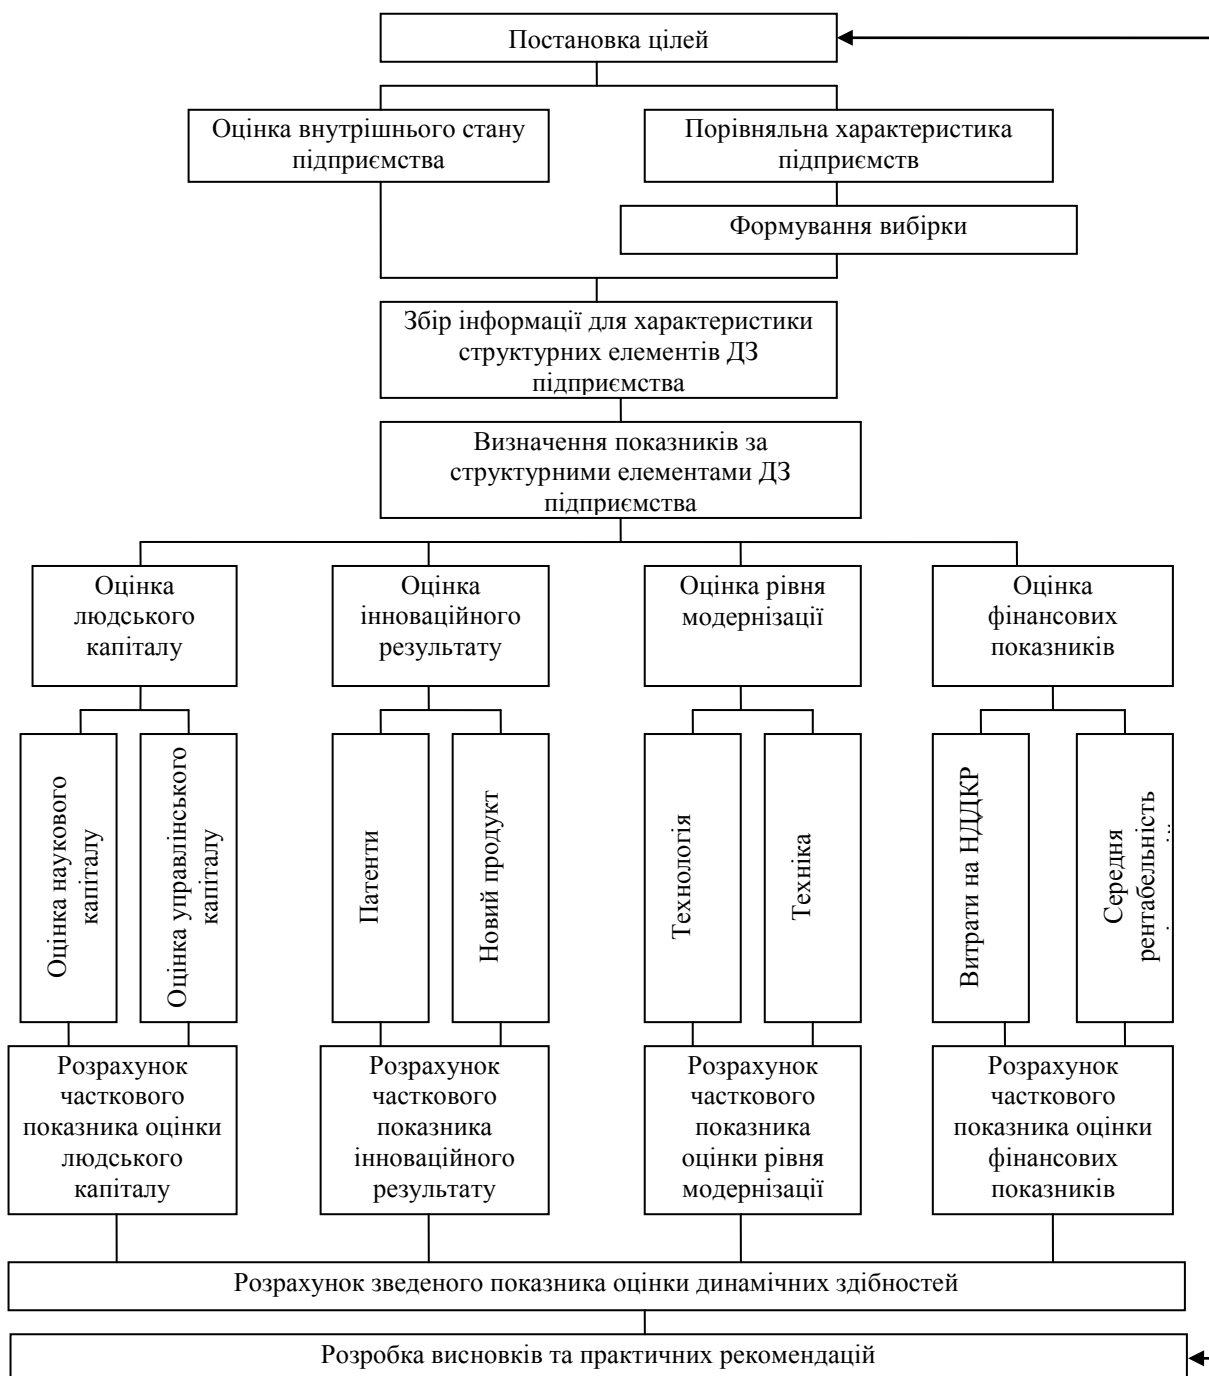 Постановка цілей
Оцінка внутрішнього стану
підприємства
Порівняльна характеристика
підприємств
Формування вибірки
Збір інформації для характеристики
структурних елементів ДЗ
підприємства
Визначення показників за
структурними елементами ДЗ
підприємства
Оцінка
людського
капіталу
Оцінка
інноваційного
результату
Оцінка рівня
модернізації
Оцінка
фінансових
показників
Оцінка наукового
капіталу
Оцінка управлінського
капіталу
Патенти
Новий продукт
Технологія
Техніка
Витрати на НДДКР
Середня
рентабельність
Розрахунок
часткового
показника оцінки
людського
капіталу
Розрахунок
часткового
показника
інноваційного
результату
Розрахунок
часткового
показника
оцінки рівня
модернізації
Розрахунок
часткового
показника оцінки
фінансових
показників
Розрахунок зведеного показника оцінки динамічних здібностей
Розробка висновків та практичних рекомендацій